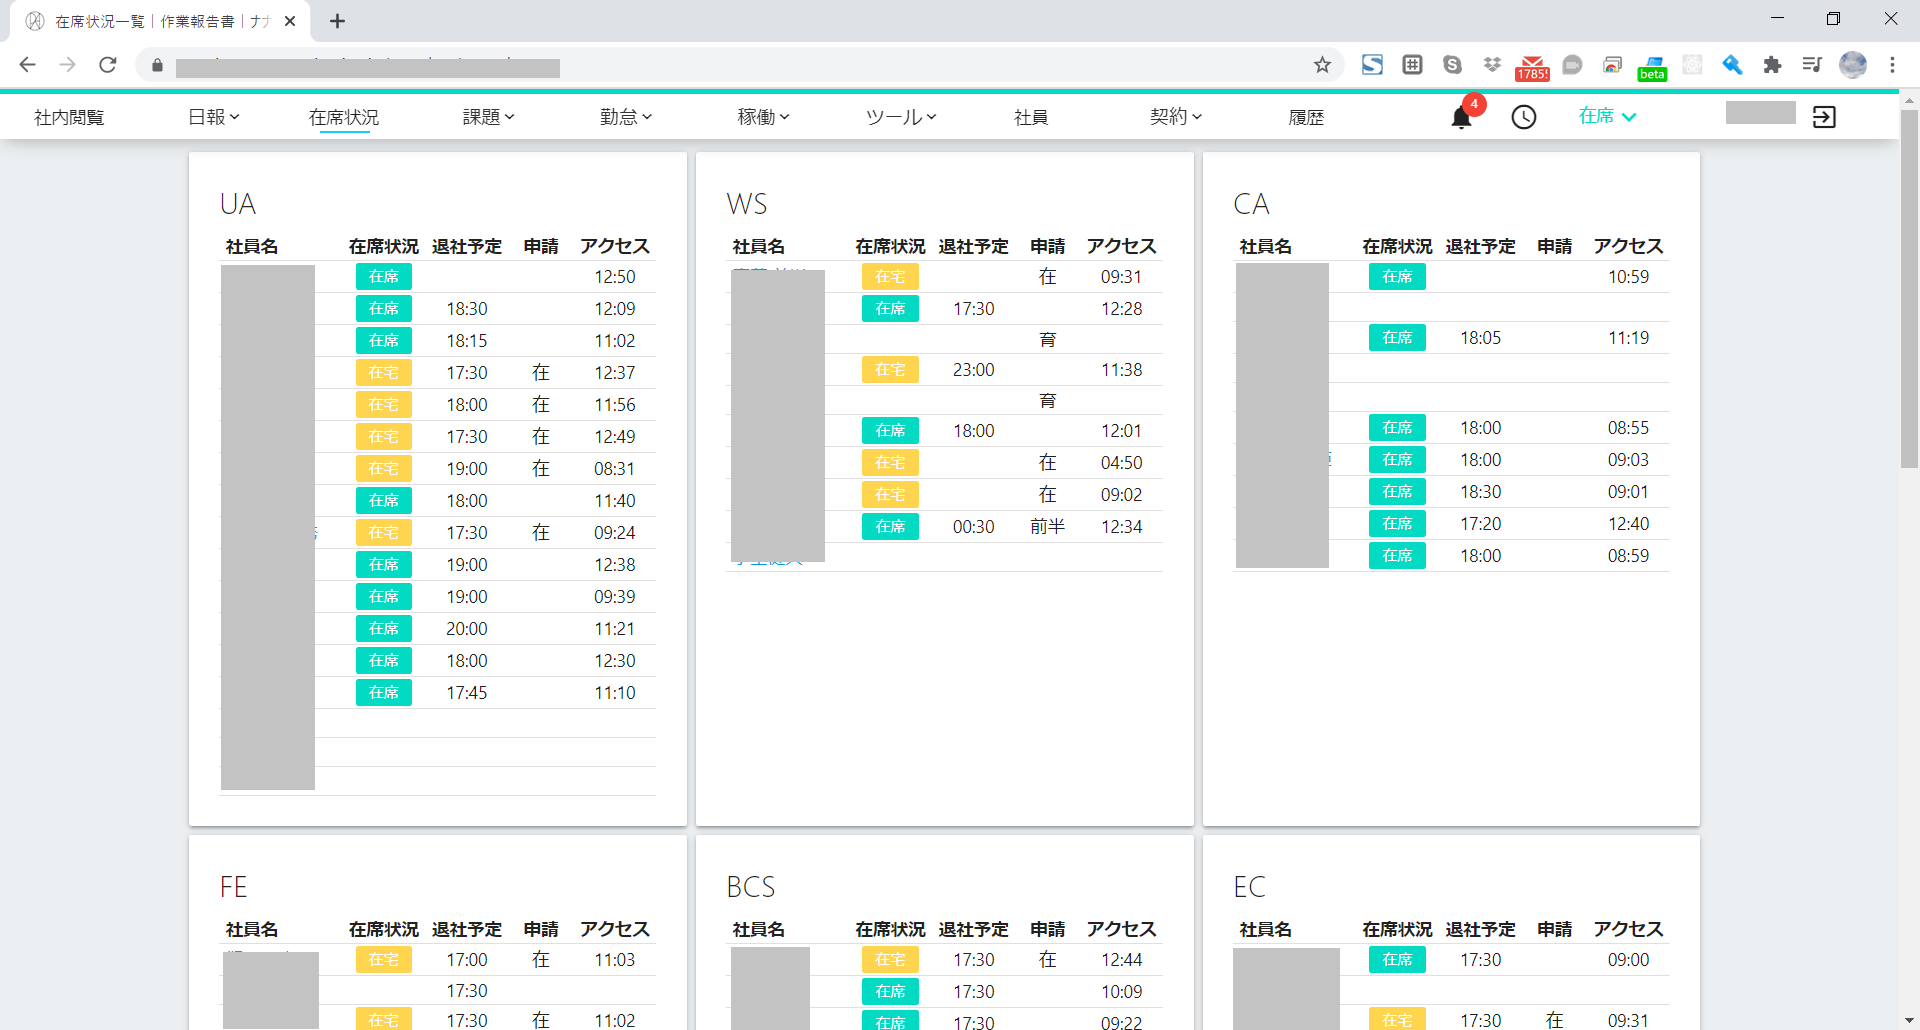 在席状況一覧｜作業報告書｜ナナ
1785
beta
社内閲覧 日報 在席状況 課題 勤怠 稼働 ツール 社員 契約 履歴 4 在席
UA
社員名 在席状況 退社予定 申請 アクセス
在席 12:50
在席 18:30 12:09
在席 18:15 11:02
在宅 17:30 在 12:37
在宅 18:00 在 11:56
在宅 17:30 在 12:49
在宅 19:00 在 08:31
在席 18:00 11:40
在宅 17:30 在 09:24
在席 19:00 12:38
在席 19:00 09:39
在席 20:00 11:21
在席 18:00 12:30
在席 17:45 11:10
WS
社員名 在席状況 退社予定 申請 アクセス
在宅 在 09:31
在席 17:30 12:28
育
在宅 23:00 11:38
育
在席 18:00 12:01
在宅 在 04:50
在宅 在 09:02
在席 00:30 前半 12:34
CA
社員名 在席状況 退社予定 申請 アクセス
在席 10:59
在席 18:05 11:19
在席 18:00 08:55
在席 18:00 09:03
在席 18:30 09:01
在席 17:20 12:40
在席 18:00 08:59
FE
社員名 在席状況 退社予定 申請 アクセス
在宅 17:00 在 11:03
17:30
在宅 17:30 在 11:02
BCS
社員名 在席状況 退社予定 申請 アクセス
在宅 17:30 在 12:44
在席 17:30 10:09
在席 17:30 09:22
EC
社員名 在席状況 退社予定 申請 アクセス
在席 17:30 09:00
在宅 17:30 在 09:31